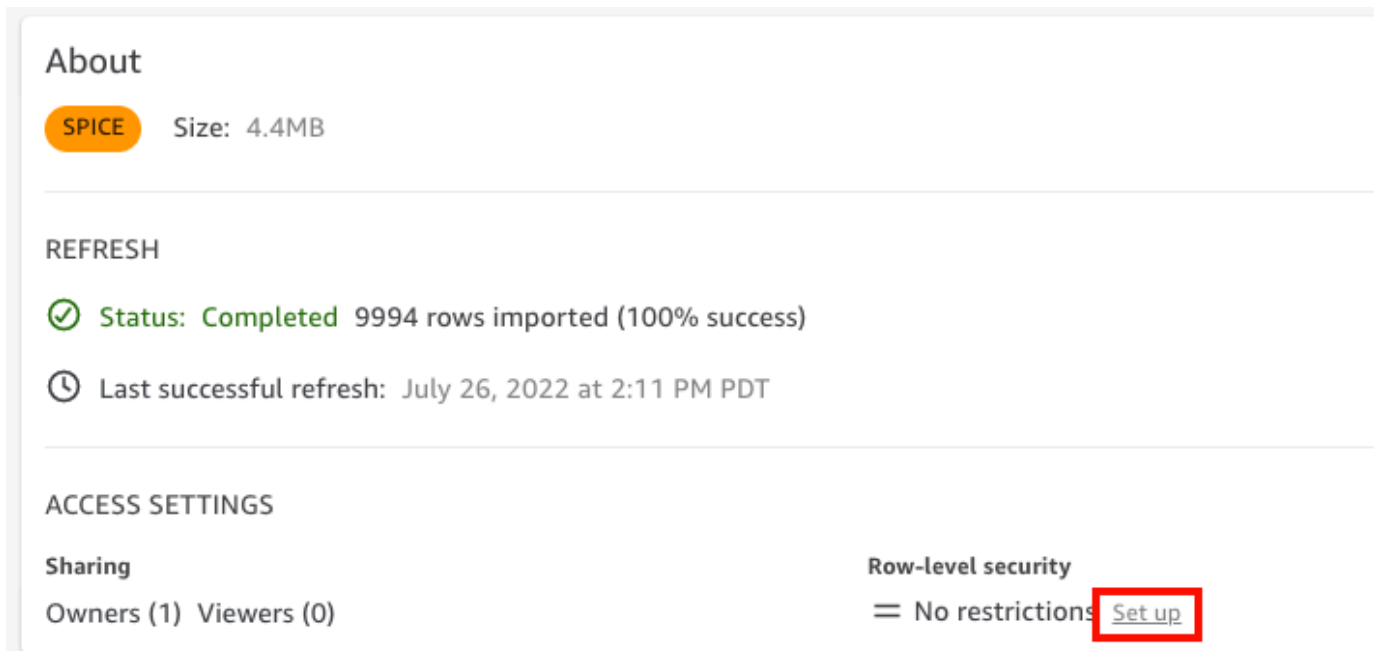 About
SPICE Size: 4.4MB
REFRESH
Status: Completed 9994 rows imported (100% success)
Last successful refresh: July 26, 2022 at 2:11 PM PDT
ACCESS SETTINGS
Sharing
Owners (1) Viewers (0)
Row-level security
No restrictions Set up